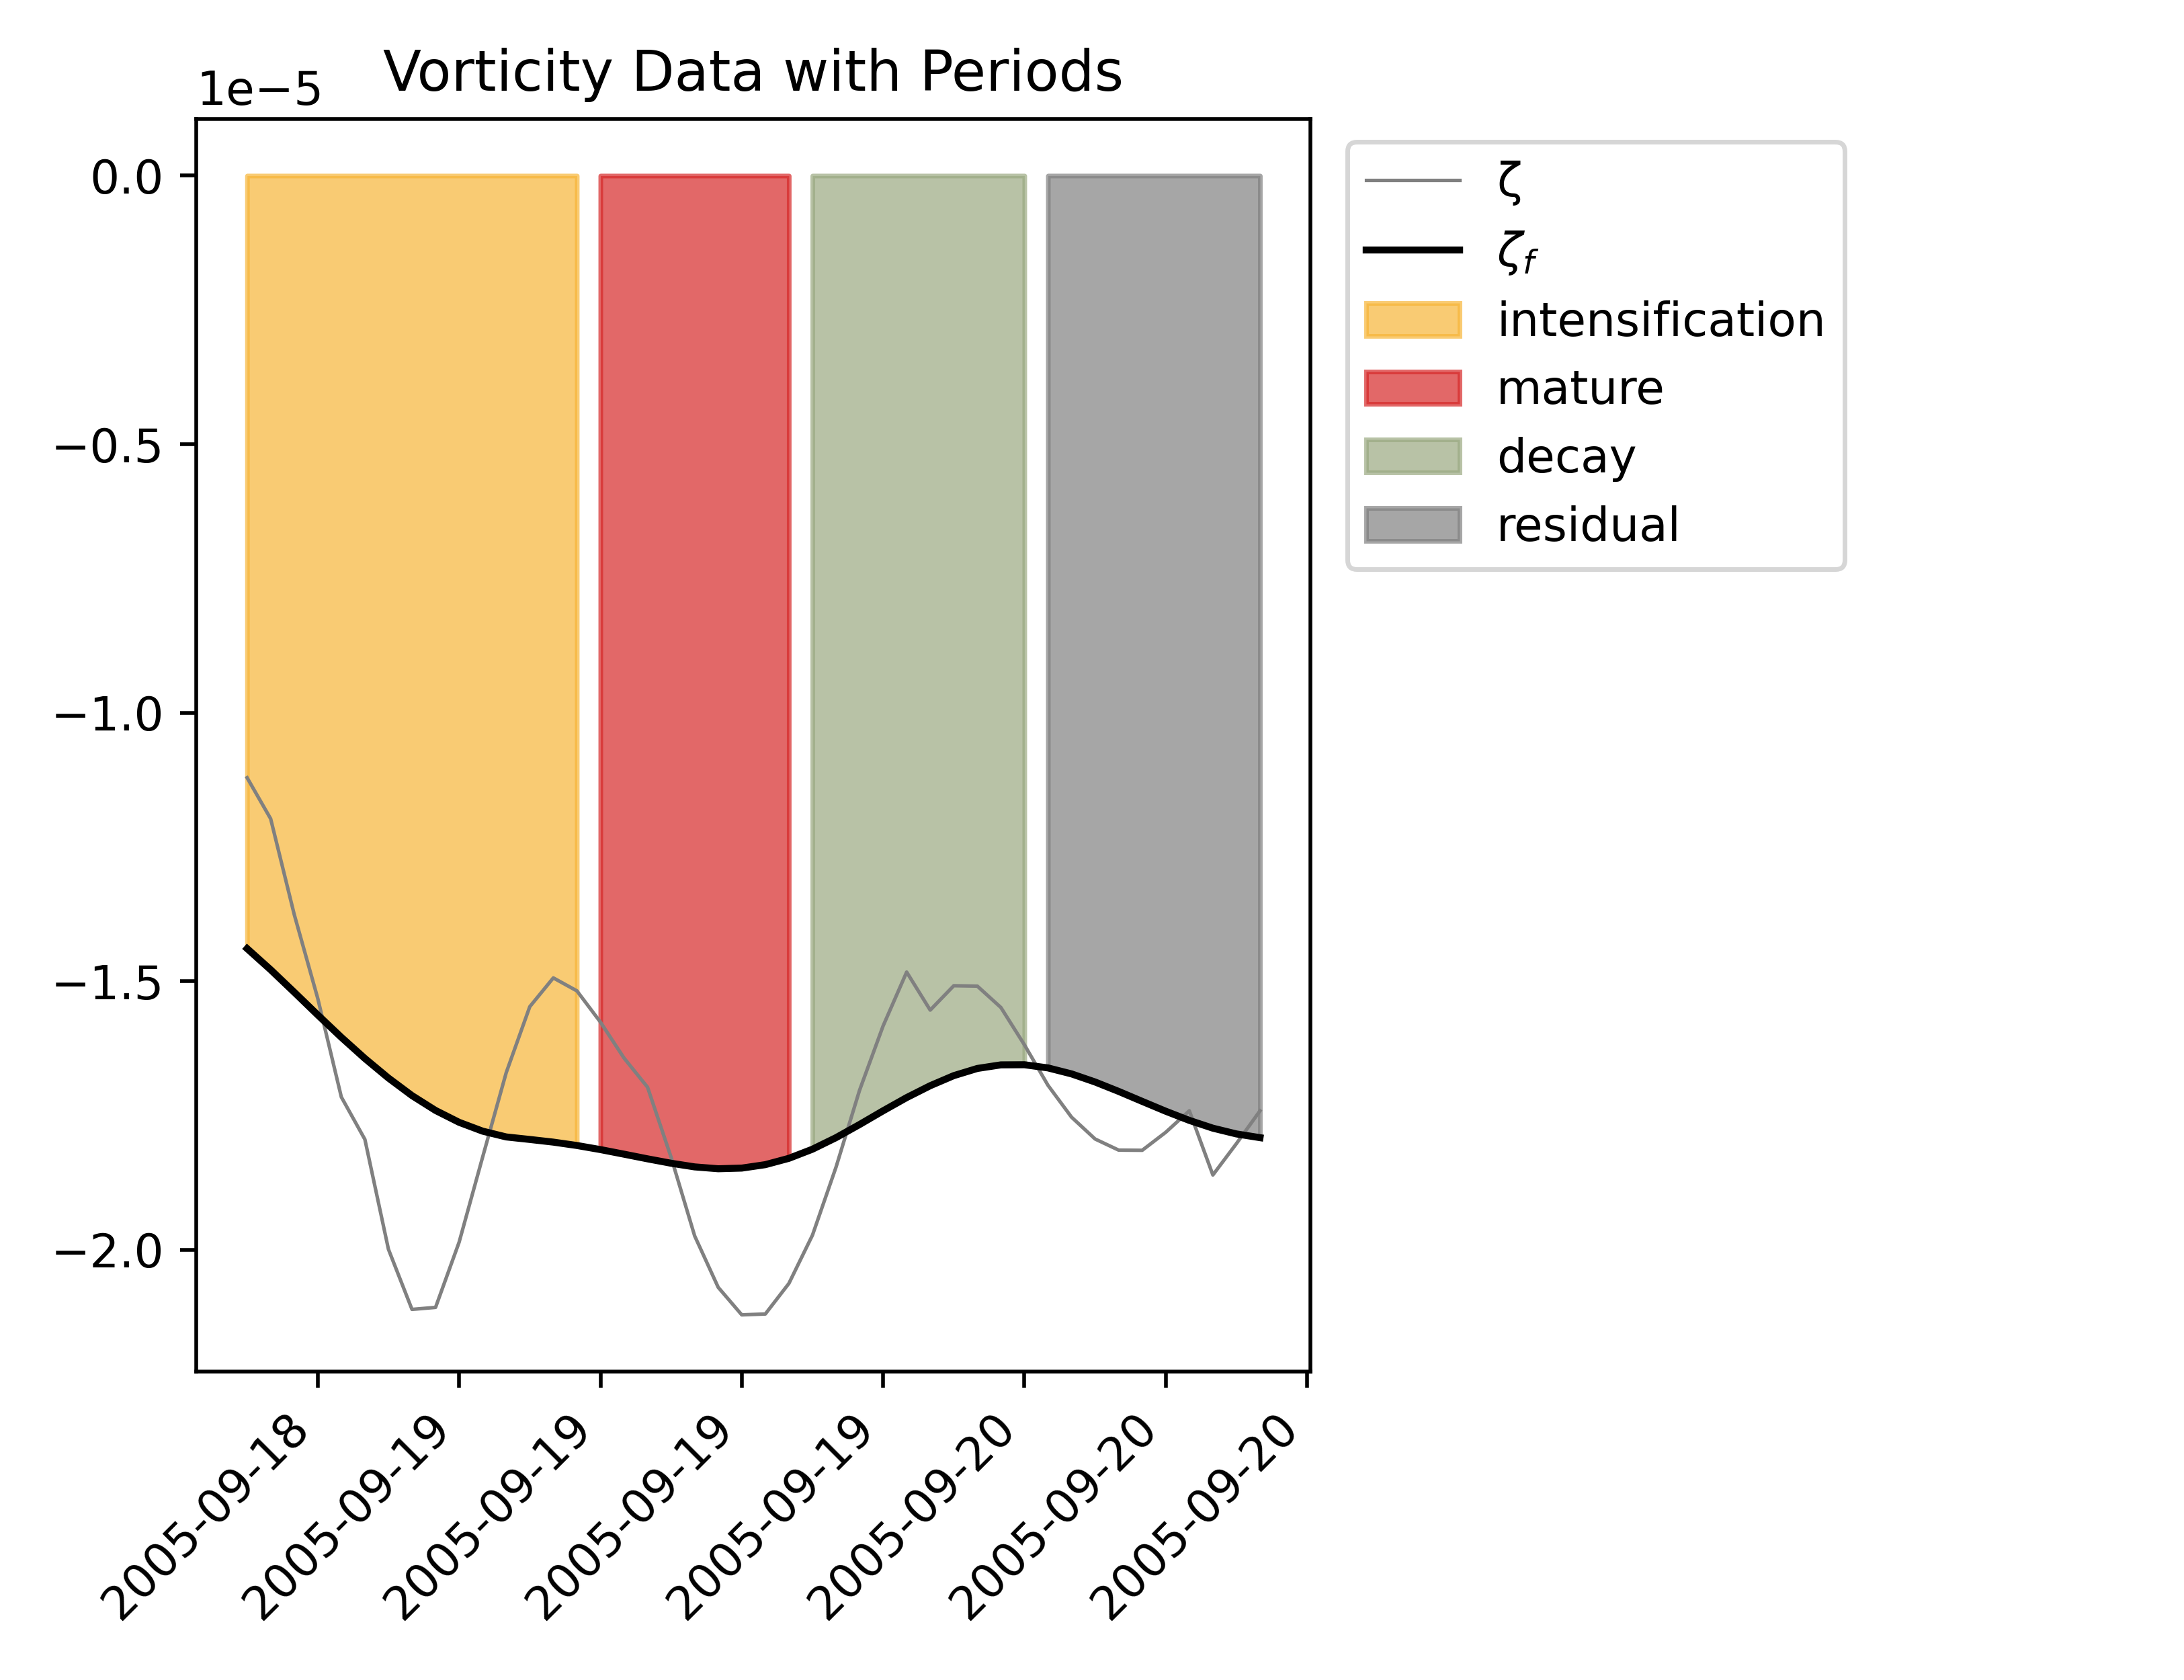 Vorticity Data with Periods
1e−5
0.0
−0.5
−1.0
−1.5
−2.0
2005-09-18
2005-09-19
2005-09-19
2005-09-19
2005-09-19
2005-09-20
2005-09-20
2005-09-20
ζ
ζf
intensification
mature
decay
residual